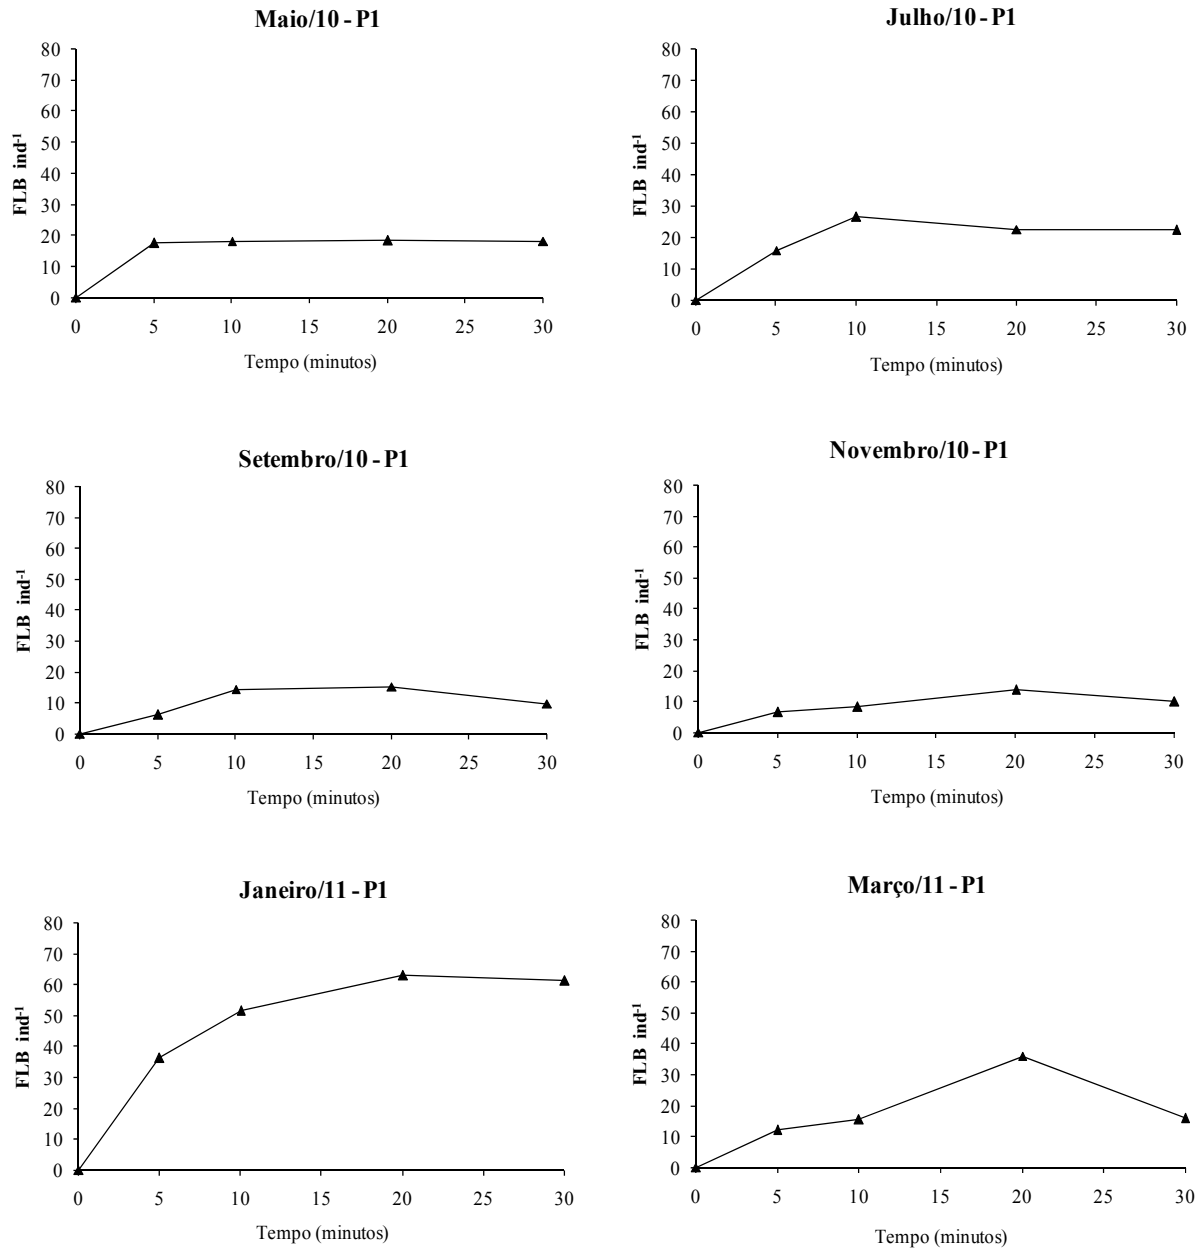 Maio/10 - P1
80
70
60
50
40
30
20
10
0
FLB ind-1
0 5 10 15 20 25 30
Tempo (minutos)
Julho/10 - P1
80
70
60
50
40
30
20
10
0
FLB ind-1
0 5 10 15 20 25 30
Tempo (minutos)
Setembro/10 - P1
80
70
60
50
40
30
20
10
0
FLB ind-1
0 5 10 15 20 25 30
Tempo (minutos)
Novembro/10 - P1
80
70
60
50
40
30
20
10
0
FLB ind-1
0 5 10 15 20 25 30
Tempo (minutos)
Janeiro/11 - P1
80
70
60
50
40
30
20
10
0
FLB ind-1
0 5 10 15 20 25 30
Tempo (minutos)
Março/11 - P1
80
70
60
50
40
30
20
10
0
FLB ind-1
0 5 10 15 20 25 30
Tempo (minutos)